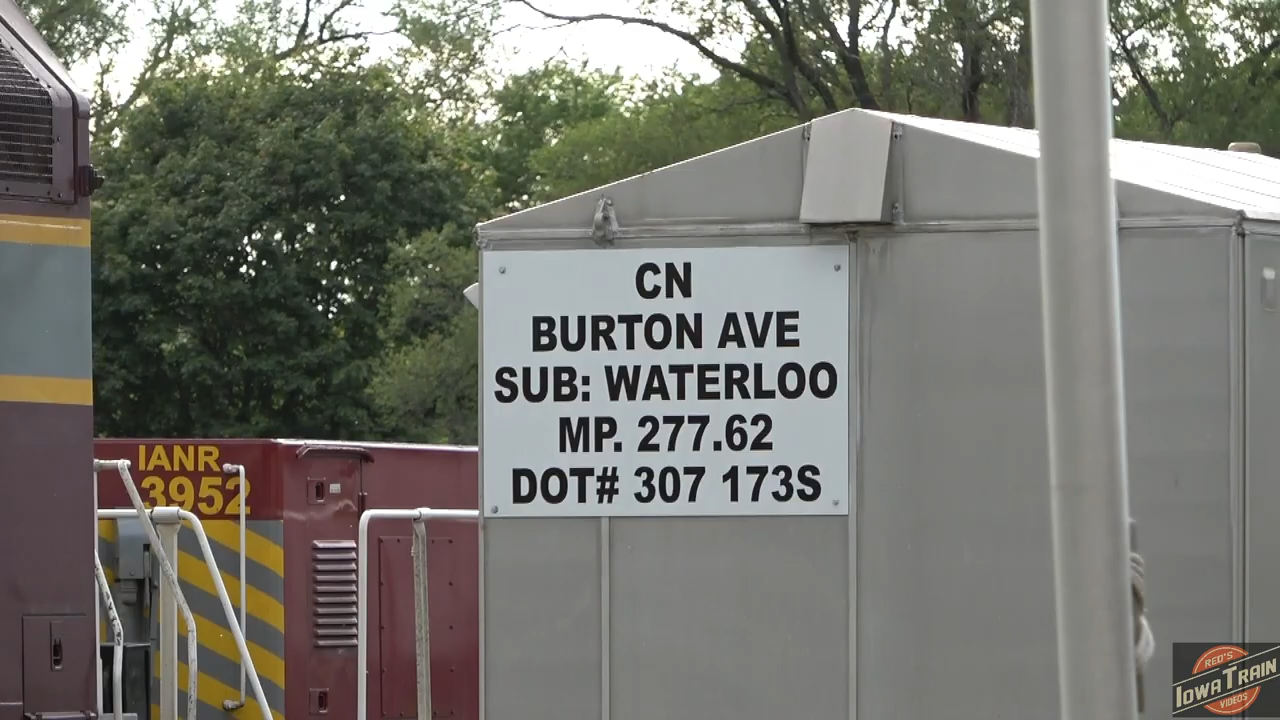 CN
BURTON AVE
SUB: WATERLOO
MP. 277.62
DOT# 307 173S
IANR
3952
RED'S
IOWA TRAIN
VIDEOS